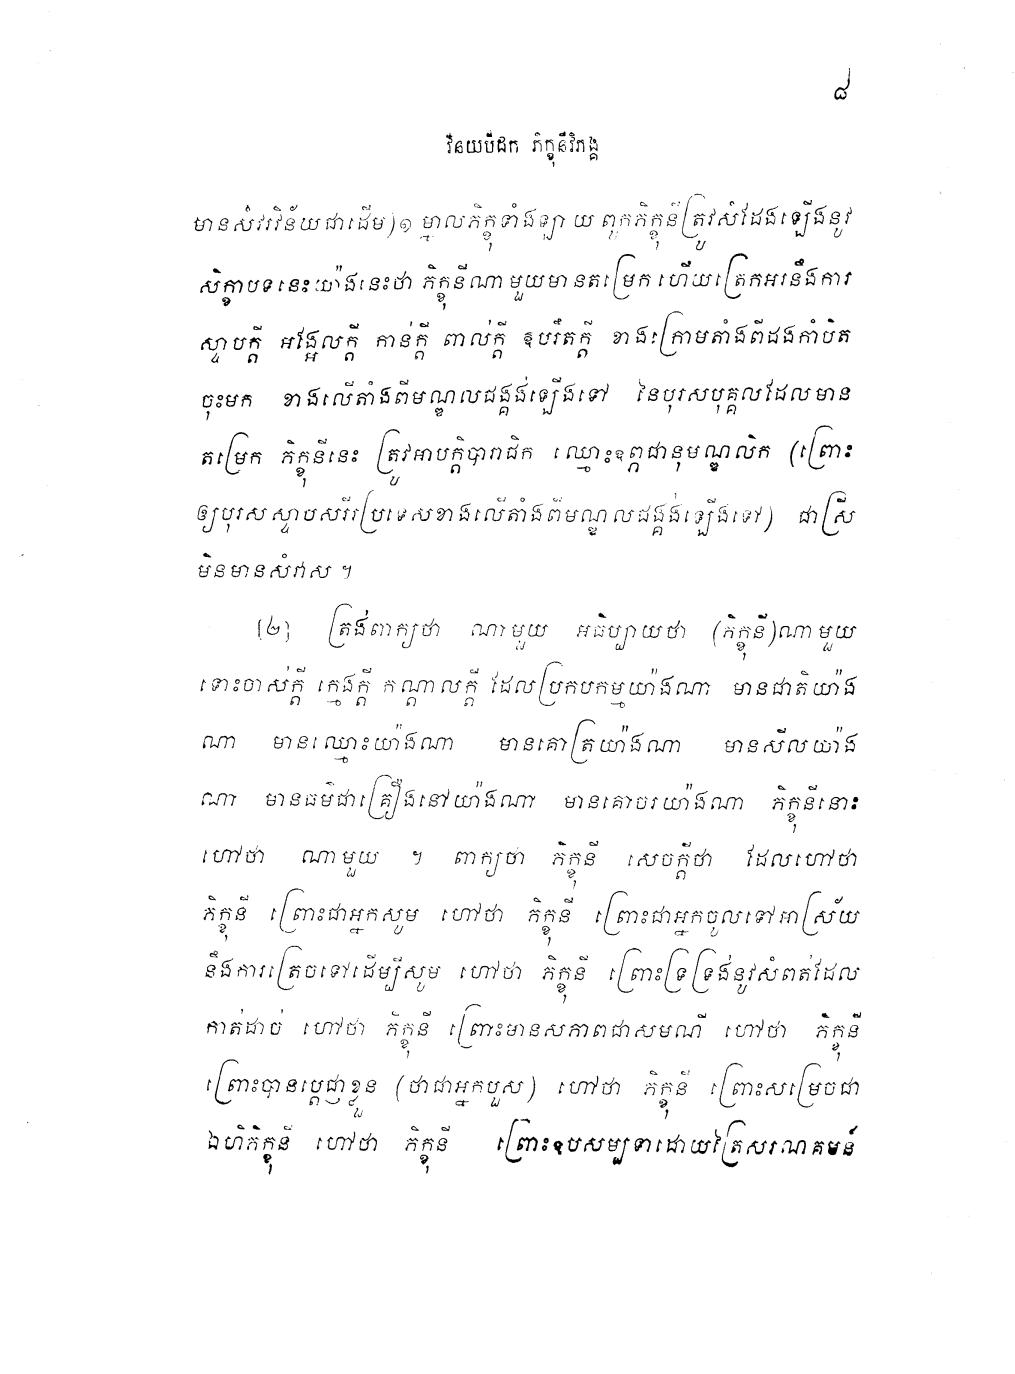 ៨
វិនយបិដក ភិក្ខុនីវិភង្គ
មានសំវរវិន័យជាដើម)១ ម្នាលភិក្ខុទាំងឡាយ ពួកភិក្ខុនីត្រូវសំដែងឡើងនូវ
សិក្ខាបទនេះយ៉ាងនេះថា ភិក្ខុនីណាមួយមានតម្រេក ហើយត្រេកអរនឹងការ
ស្ទាបក្តី អង្អែលក្តី កាន់ក្តី ពាល់ក្តី ឧបរឹតក្តី ខាងក្រោមតាំងពីដងកាំបិត
ចុះមក ខាងលើតាំងពីមណ្ឌលជង្គង់ឡើងទៅ នៃបុរសបុគ្គលដែលមាន
តម្រេក ភិក្ខុនីនេះ ត្រូវអាបត្តិបារាជិក ឈ្មោះឧព្ភជានុមណ្ឌលិក (ព្រោះ
ឲ្យបុរសស្ទាបសរីរប្រទេសខាងលើតាំងពីមណ្ឌលជង្គង់ឡើងទៅ) ជាស្រី
មិនមានសំវាស ។
[២] ត្រង់ពាក្យថា ណាមួយ អធិប្បាយថា (ភិក្ខុនី)ណាមួយ
ទោះចាស់ក្តី ក្មេងក្តី កណ្តាលក្តី ដែលប្រកបកម្មយ៉ាងណា មានជាតិយ៉ាង
ណា មានឈ្មោះយ៉ាងណា មានគោត្រយ៉ាងណា មានសីលយ៉ាង
ណា មានធម៌ជាគ្រឿងនៅយ៉ាងណា មានគោចរយ៉ាងណា ភិក្ខុនីនោះ
ហៅថា ណាមួយ ។ ពាក្យថា ភិក្ខុនី សេចក្តីថា ដែលហៅថា
ភិក្ខុនី ព្រោះជាអ្នកសូម ហៅថា ភិក្ខុនី ព្រោះជាអ្នកចូលទៅអាស្រ័យ
នឹងការត្រេចទៅដើម្បីសូម ហៅថា ភិក្ខុនី ព្រោះទ្រទ្រង់នូវសំពត់ដែល
កាត់ដាច់ ហៅថា ភិក្ខុនី ព្រោះមានសភាពជាសមណី ហៅថា ភិក្ខុនី
ព្រោះបានប្តេជ្ញាខ្លួន (ថាជាអ្នកបួស) ហៅថា ភិក្ខុនី ព្រោះសម្រេចជា
ឯហិភិក្ខុនី ហៅថា ភិក្ខុនី ព្រោះឧបសម្បទាដោយត្រៃសរណគមន៍